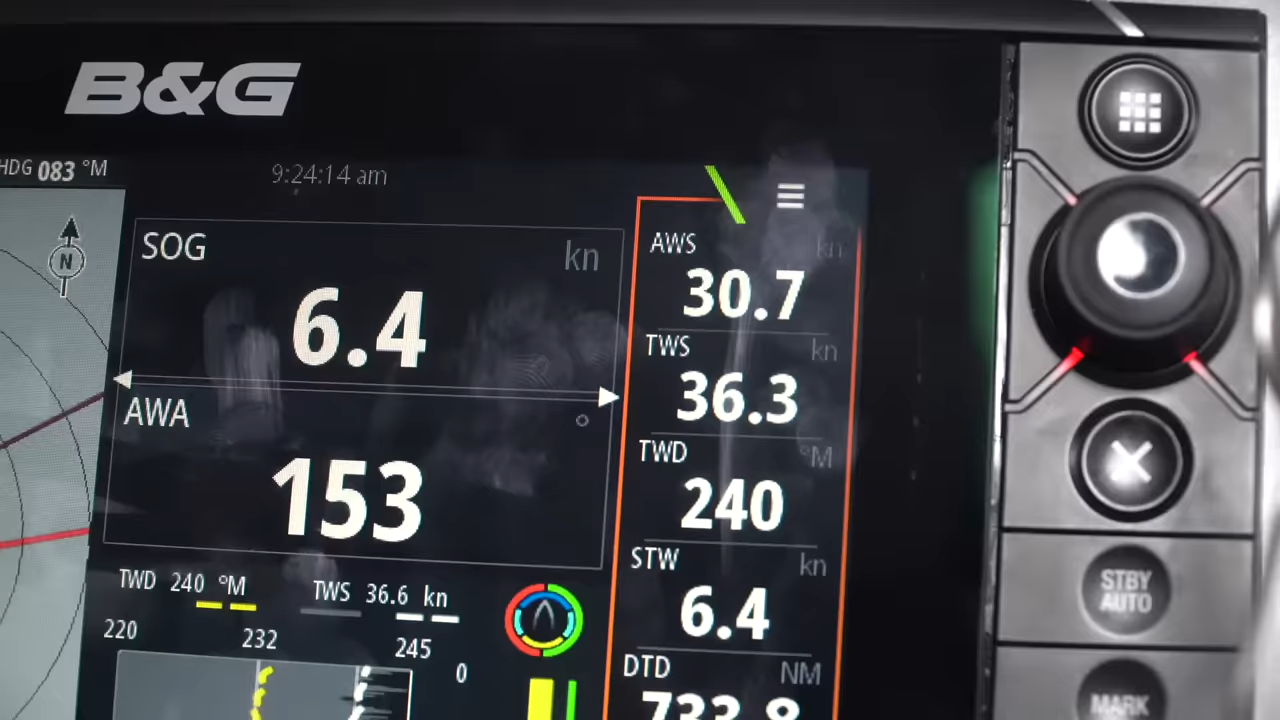 B&G
HDG 083 °M
9:24:14 am
N
SOG kn
6.4
AWA °
153
TWD 240 °M TWS 36.6 kn
220 232 245
0
AWS kn
30.7
TWS kn
36.3
TWD °M
240
STW kn
6.4
DTD NM
733.8
STBY
AUTO
MARK